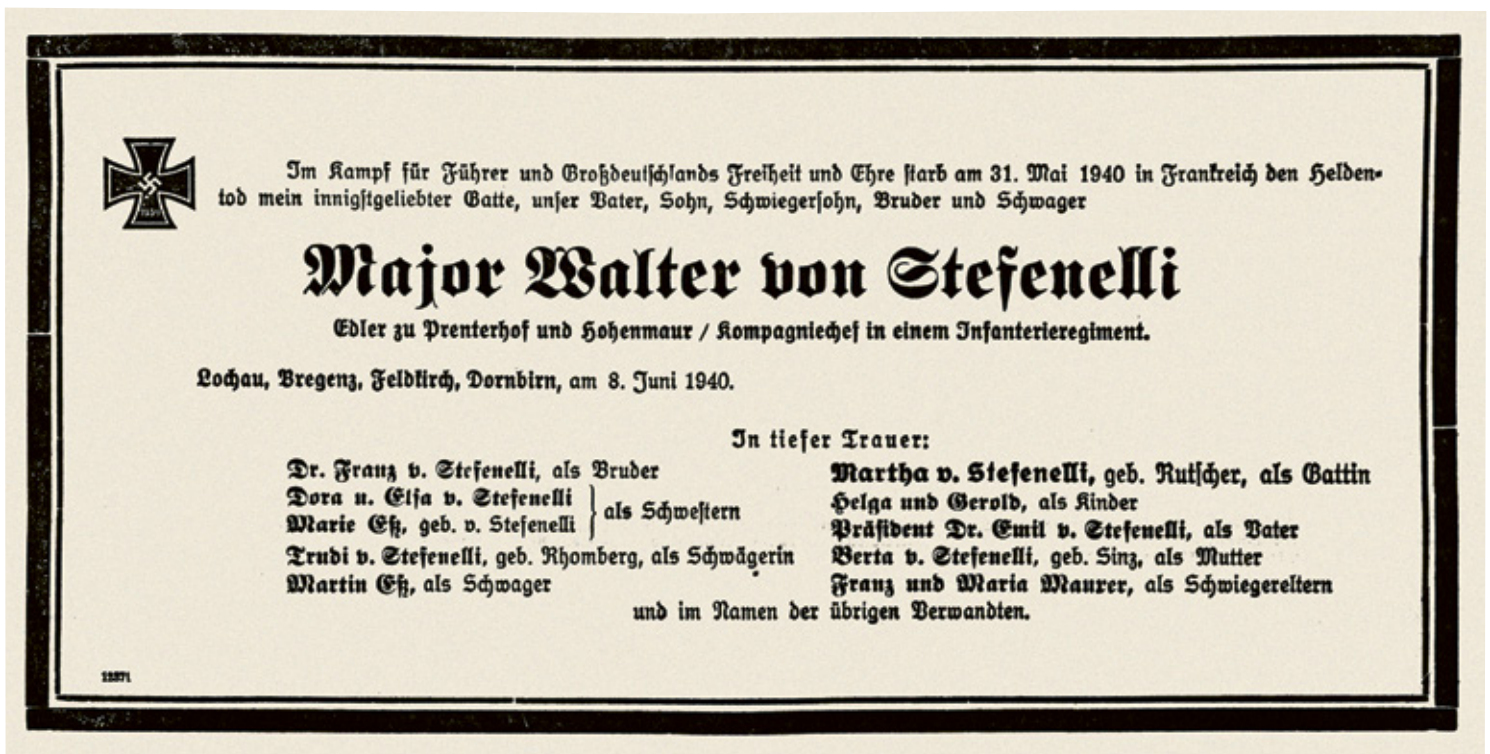 Im Kampf für Führer und Großdeutschlands Freiheit und Ehre starb am 31. Mai 1940 in Frankreich den Helden-
tod mein innigstgeliebter Gatte, unser Vater, Sohn, Schwiegersohn, Bruder und Schwager
Major Walter von Stefenelli
Edler zu Prenterhof und Hohenmaur / Kompagniechef in einem Infanterieregiment.
Lochau, Bregenz, Feldkirch, Dornbirn, am 8. Juni 1940.
In tiefer Trauer:
Dr. Franz v. Stefenelli, als Bruder
Dora u. Elsa v. Stefenelli
Marie Eß, geb. v. Stefenelli
als Schwestern
Trudi v. Stefenelli, geb. Rhomberg, als Schwägerin
Martin Eß, als Schwager
Martha v. Stefenelli, geb. Rutscher, als Gattin
Helga und Gerold, als Kinder
Präsident Dr. Emil v. Stefenelli, als Vater
Berta v. Stefenelli, geb. Sinz, als Mutter
Franz und Maria Maurer, als Schwiegereltern
und im Namen der übrigen Verwandten.